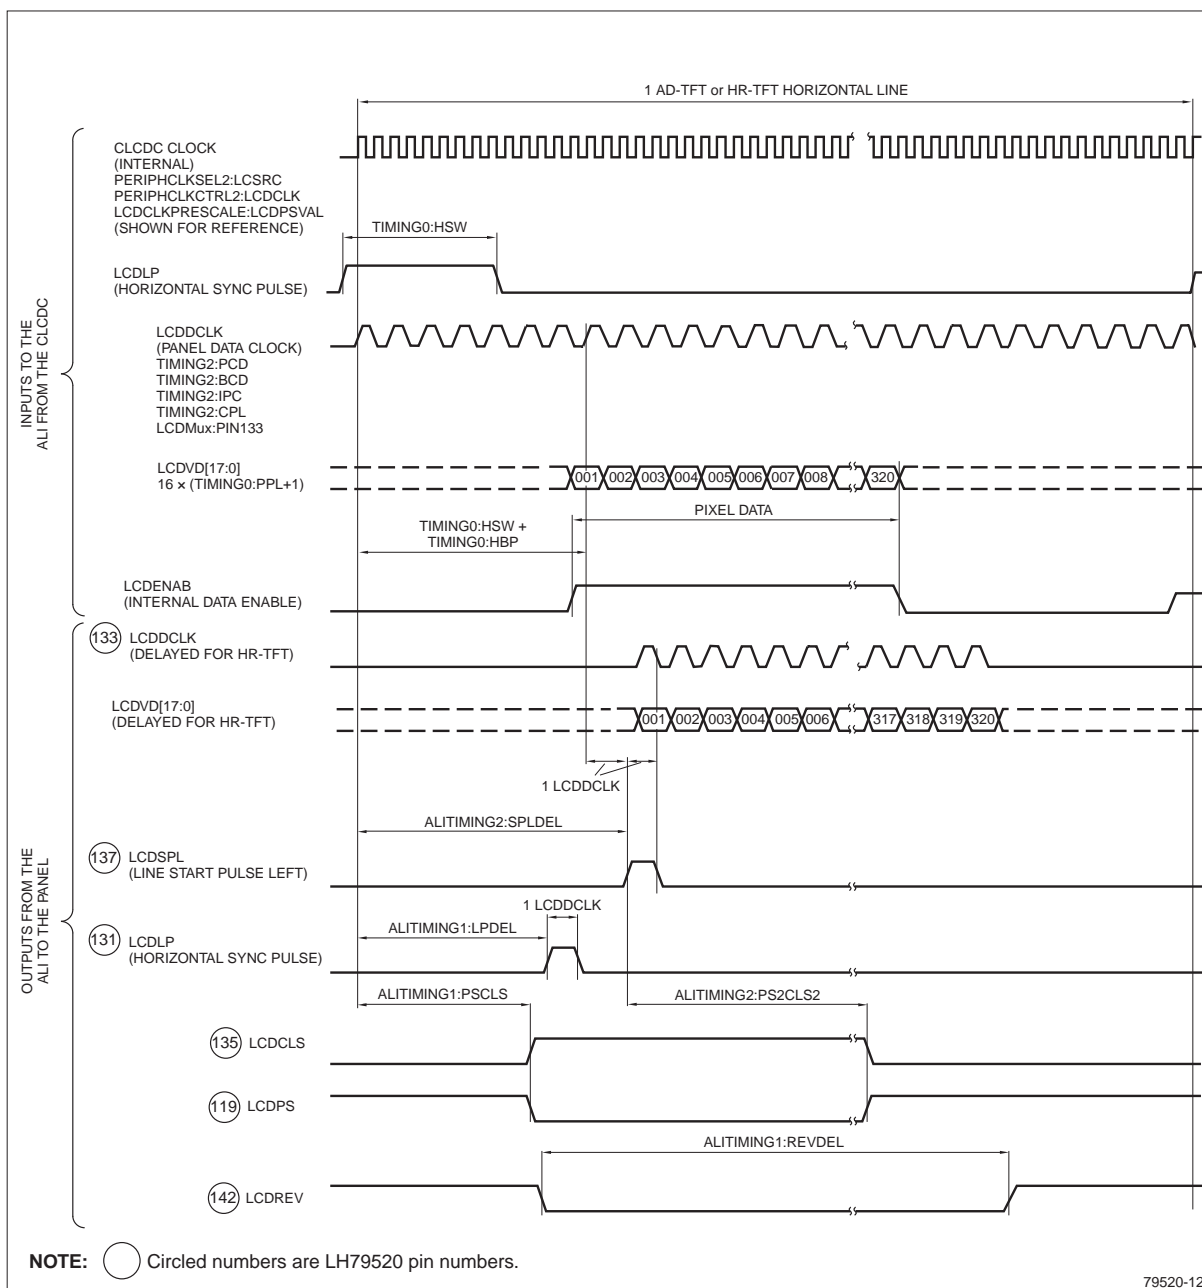 1 AD-TFT or HR-TFT HORIZONTAL LINE
INPUTS TO THE
ALI FROM THE CLCDC
CLCDC CLOCK
(INTERNAL)
PERIPHCLKSEL2:LCSRC
PERIPHCLKCTRL2:LCDCLK
LCDCLKPRESCALE:LCDPSVAL
(SHOWN FOR REFERENCE)
TIMING0:HSW
LCDLP
(HORIZONTAL SYNC PULSE)
LCDDCLK
(PANEL DATA CLOCK)
TIMING2:PCD
TIMING2:BCD
TIMING2:IPC
TIMING2:CPL
LCDMux:PIN133
LCDVD[17:0]
16 × (TIMING0:PPL+1)
001 002 003 004 005 006 007 008 320
PIXEL DATA
TIMING0:HSW +
TIMING0:HBP
LCDENAB
(INTERNAL DATA ENABLE)
OUTPUTS FROM THE
ALI TO THE PANEL
133 LCDDCLK
(DELAYED FOR HR-TFT)
LCDVD[17:0]
(DELAYED FOR HR-TFT)
001 002 003 004 005 006 317 318 319 320
1 LCDDCLK
ALITIMING2:SPLDEL
137 LCDSPL
(LINE START PULSE LEFT)
1 LCDDCLK
ALITIMING1:LPDEL
131 LCDLP
(HORIZONTAL SYNC PULSE)
ALITIMING1:PSCLS
ALITIMING2:PS2CLS2
135 LCDCLS
119 LCDPS
ALITIMING1:REVDEL
142 LCDREV
NOTE: Circled numbers are LH79520 pin numbers.
79520-12